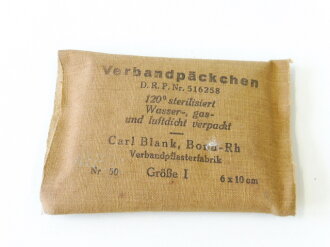 Verbandpäckchen
D. R. P. Nr. 516258
120° sterilisiert
Wasser-, gas-
und luftdicht verpackt
Carl Blank, Bonn-Rh
Verbandpflasterfabrik
Nr 50 Größe I 6 x 10 cm